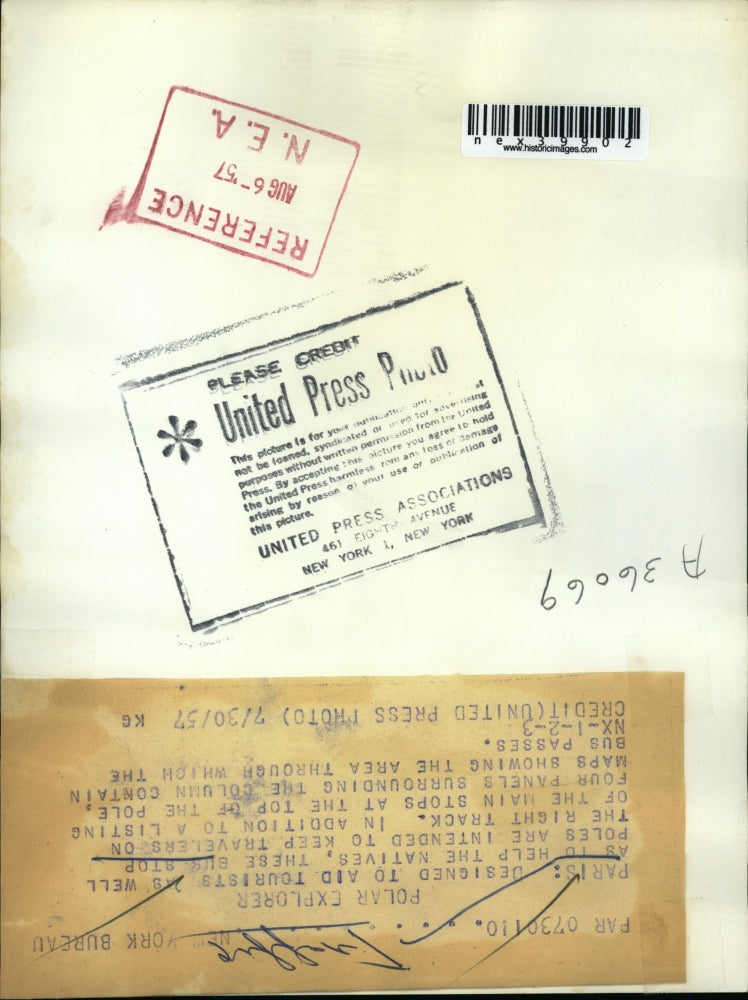 nex39902
www.historicimages.com
REFERENCE
AUG 6-'57
N. E. A.
PLEASE CREDIT
United Press Photo
This picture is for your publication only,
not be loaned, syndicated or used for advertising
purposes without written permission from the United
Press. By accepting this picture you agree to hold
the United Press harmless from any loss or damage
arising by reason of your use or publication of
this picture.
UNITED PRESS ASSOCIATIONS
461 EIGHTH AVENUE
NEW YORK 1, NEW YORK
A 36069
PAR 0730110. . . . . . . . . . NEW YORK BUREAU
POLAR EXPLORER
PARIS: DESIGNED TO AID TOURISTS AS WELL
AS TO HELP THE NATIVES, THESE BUS STOP
POLES ARE INTENDED TO KEEP TRAVELERS ON
THE RIGHT TRACK. IN ADDITION TO A LISTING
OF THE MAIN STOPS AT THE TOP OF THE POLE,
FOUR PANELS SURROUNDING THE COLUMN CONTAIN
MAPS SHOWING THE AREA THROUGH WHICH THE
BUS PASSES.
NX-1-2-3
CREDIT(UNITED PRESS PHOTO) 7/30/57 KG